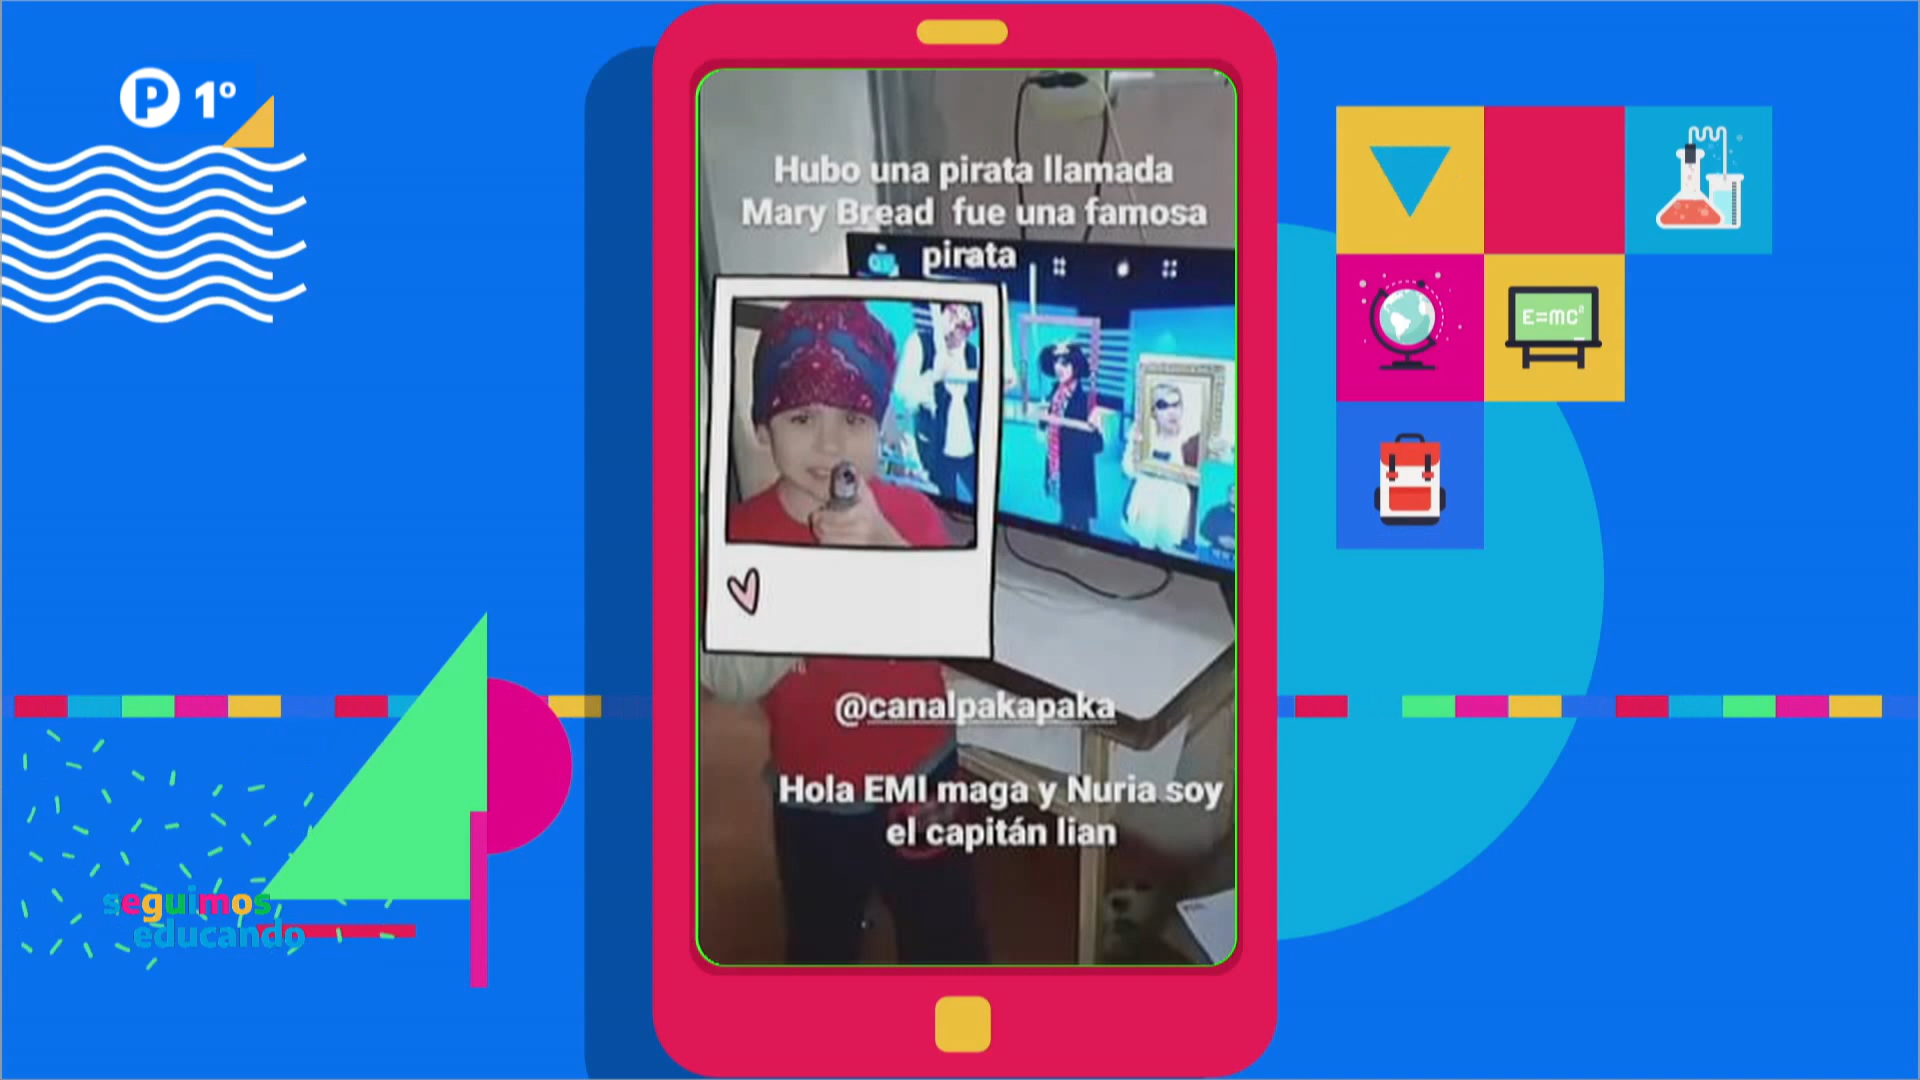 P 1º
Hubo una pirata llamada
Mary Bread fue una famosa
pirata
E=mc²
@canalpakapaka
Hola EMI maga y Nuria soy
el capitán lian
seguimos
educando